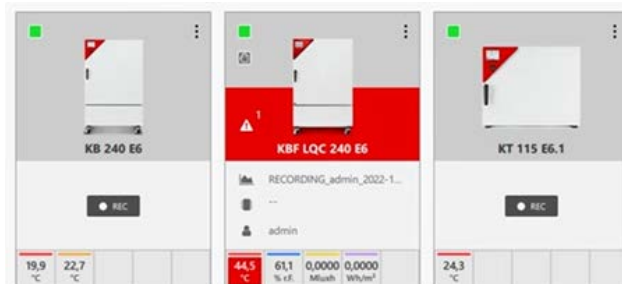 1
KB 240 E6
KBF LQC 240 E6
KT 115 E6.1
REC
RECORDING_admin_2022-1...
--
admin
REC
19,9 °C
22,7 °C
44,5 °C
61,1 % r.F.
0,0000 Mlush
0,0000 Wh/m²
24,3 °C